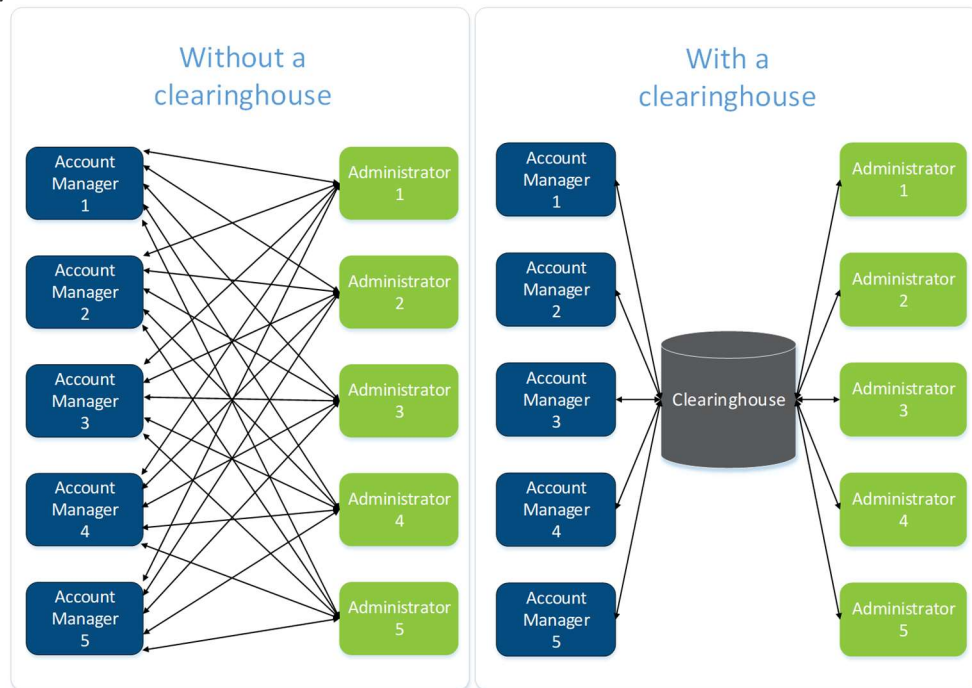 Without a
clearinghouse
Account
Manager
1
Account
Manager
2
Account
Manager
3
Account
Manager
4
Account
Manager
5
Administrator
1
Administrator
2
Administrator
3
Administrator
4
Administrator
5
With a
clearinghouse
Account
Manager
1
Account
Manager
2
Account
Manager
3
Account
Manager
4
Account
Manager
5
Clearinghouse
Administrator
1
Administrator
2
Administrator
3
Administrator
4
Administrator
5